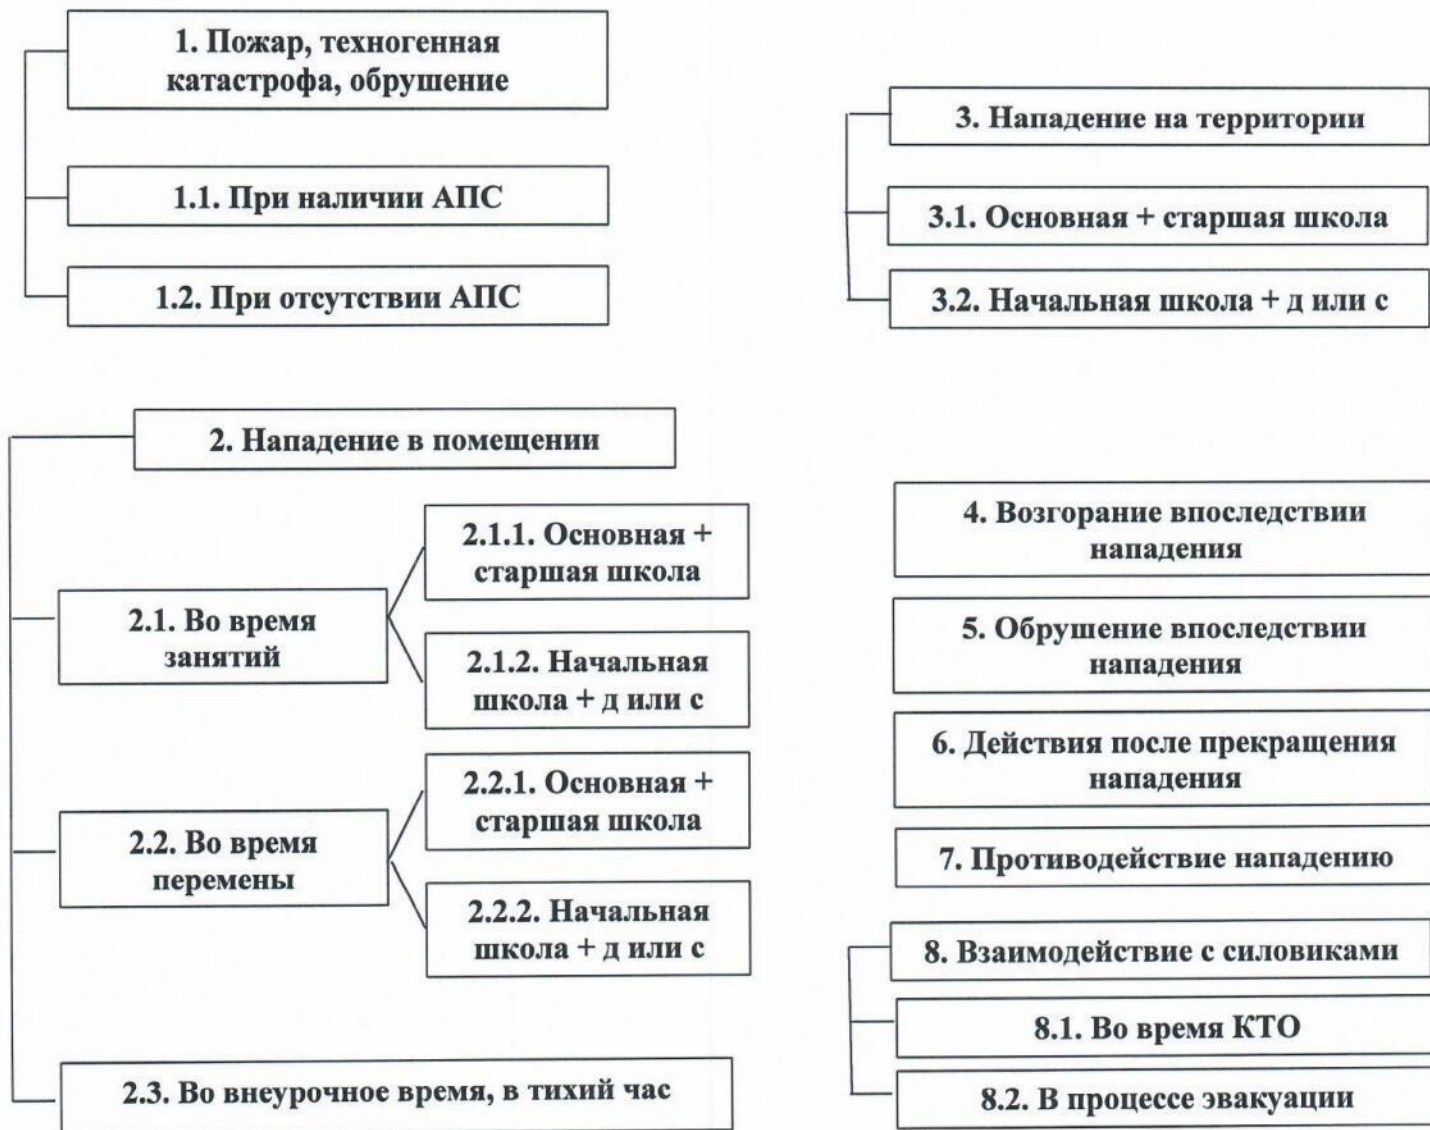 1. Пожар, техногенная
катастрофа, обрушение
1.1. При наличии АПС
1.2. При отсутствии АПС
2. Нападение в помещении
2.1. Во время
занятий
2.1.1. Основная +
старшая школа
2.1.2. Начальная
школа + д или с
2.2. Во время
перемены
2.2.1. Основная +
старшая школа
2.2.2. Начальная
школа + д или с
2.3. Во внеурочное время, в тихий час
3. Нападение на территории
3.1. Основная + старшая школа
3.2. Начальная школа + д или с
4. Возгорание впоследствии
нападения
5. Обрушение впоследствии
нападения
6. Действия после прекращения
нападения
7. Противодействие нападению
8. Взаимодействие с силовиками
8.1. Во время КТО
8.2. В процессе эвакуации